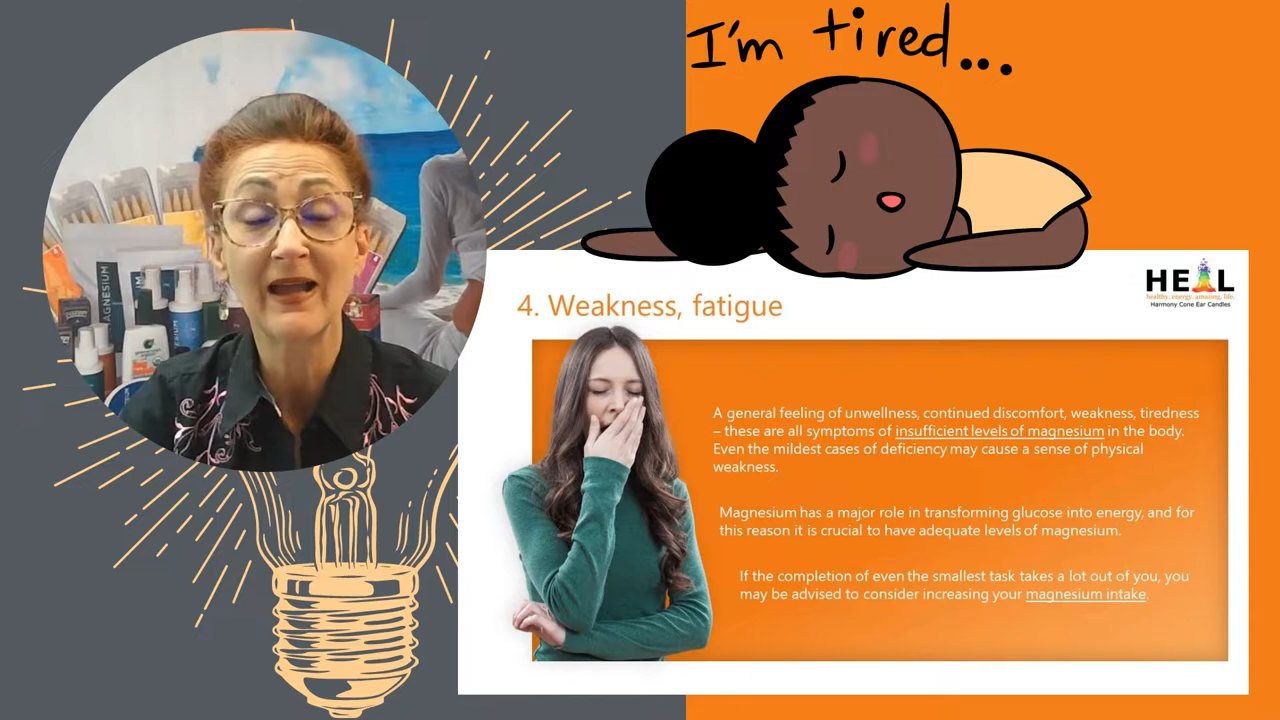 I'm tired...
HEAL
healthy. energy. amazing. life.
Harmony Cone Ear Candles
4. Weakness, fatigue
MAGNESIUM
A general feeling of unwellness, continued discomfort, weakness, tiredness
– these are all symptoms of insufficient levels of magnesium in the body.
Even the mildest cases of deficiency may cause a sense of physical
weakness.
Magnesium has a major role in transforming glucose into energy, and for
this reason it is crucial to have adequate levels of magnesium.
If the completion of even the smallest task takes a lot out of you, you
may be advised to consider increasing your magnesium intake.